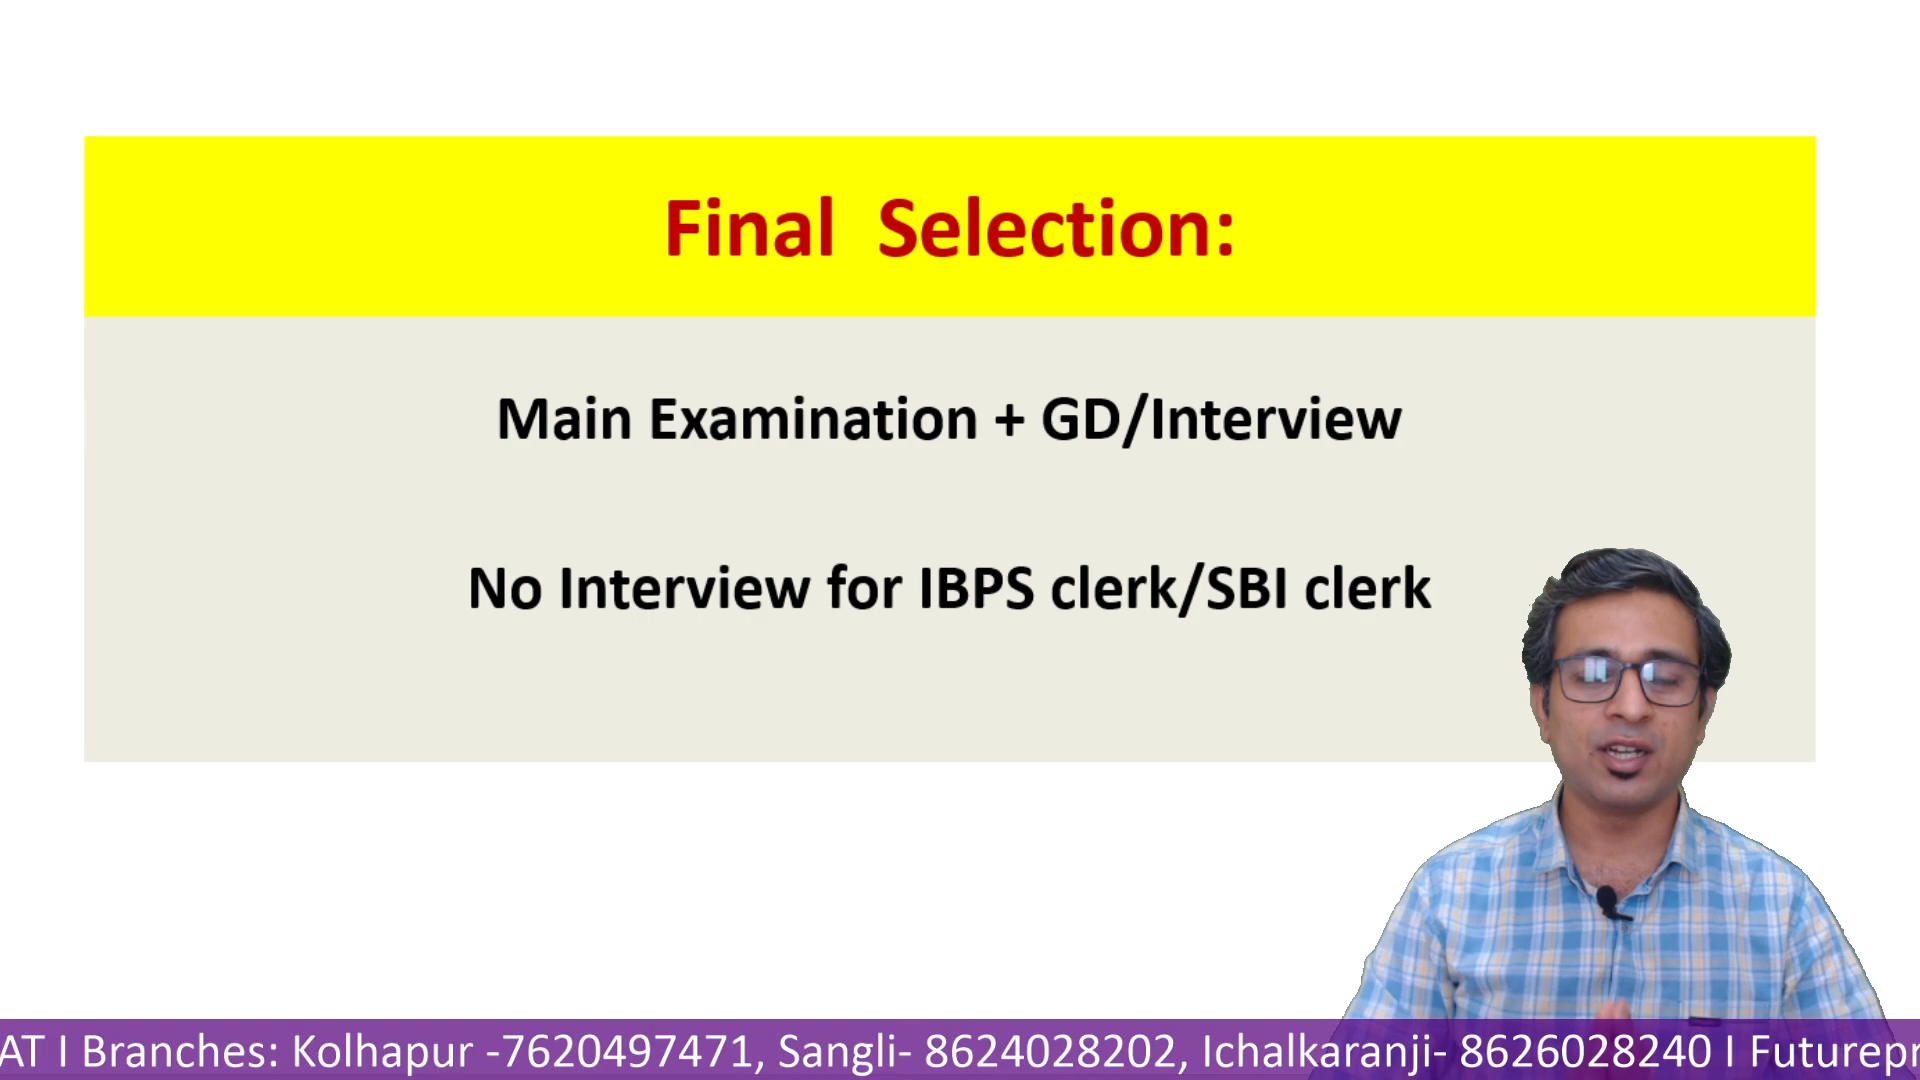 Final Selection:
Main Examination + GD/Interview
No Interview for IBPS clerk/SBI clerk
AT I Branches: Kolhapur -7620497471, Sangli- 8624028202, Ichalkaranji- 8626028240 I Futurepr